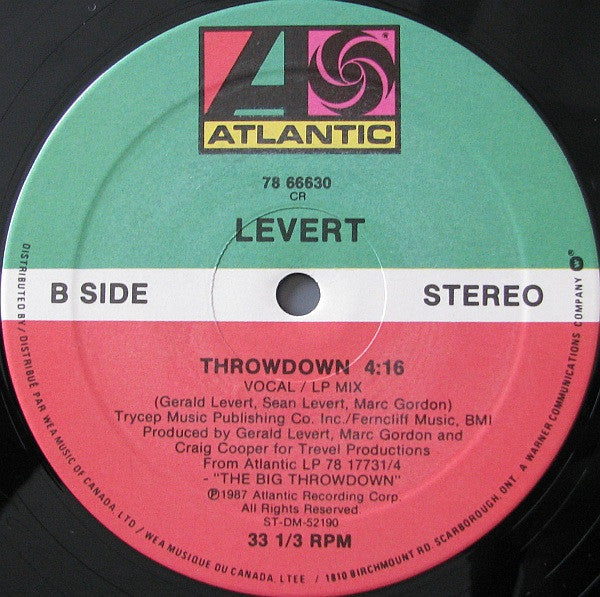 ATLANTIC
78 66630
CR
LEVERT
B SIDE
STEREO
THROWDOWN 4:16
VOCAL / LP MIX
(Gerald Levert, Sean Levert, Marc Gordon)
Trycep Music Publishing Co. Inc./Ferncliff Music, BMI
Produced by Gerald Levert, Marc Gordon and
Craig Cooper for Trevel Productions
From Atlantic LP 78 17731/4
- "THE BIG THROWDOWN"
℗1987 Atlantic Recording Corp.
All Rights Reserved
ST-DM-52190
33 1/3 RPM
DISTRIBUTED BY / DISTRIBUÉ PAR WEA MUSIC OF CANADA, LTD / WEA MUSIQUE DU CANADA, LTEE / 1810 BIRCHMOUNT RD, SCARBOROUGH, ONT A WARNER COMMUNICATIONS COMPANY W®